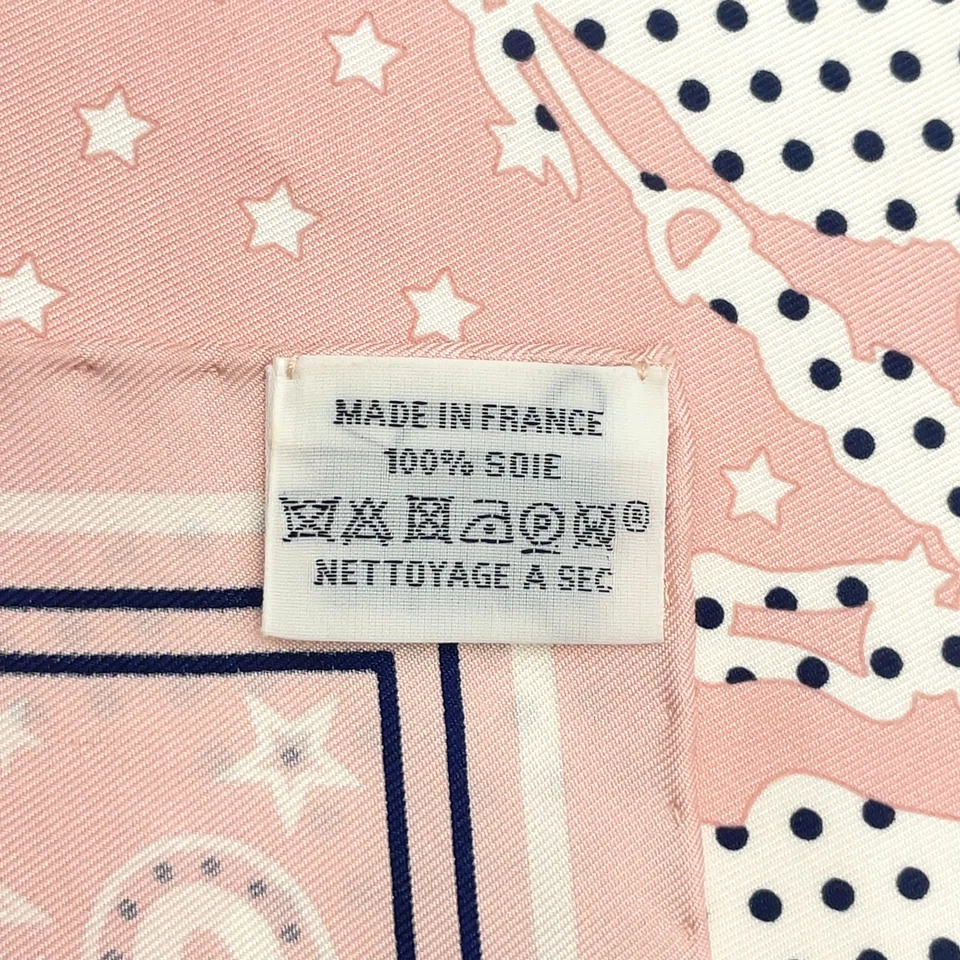 MADE IN FRANCE
100% SOIE
P W ®
NETTOYAGE A SEC